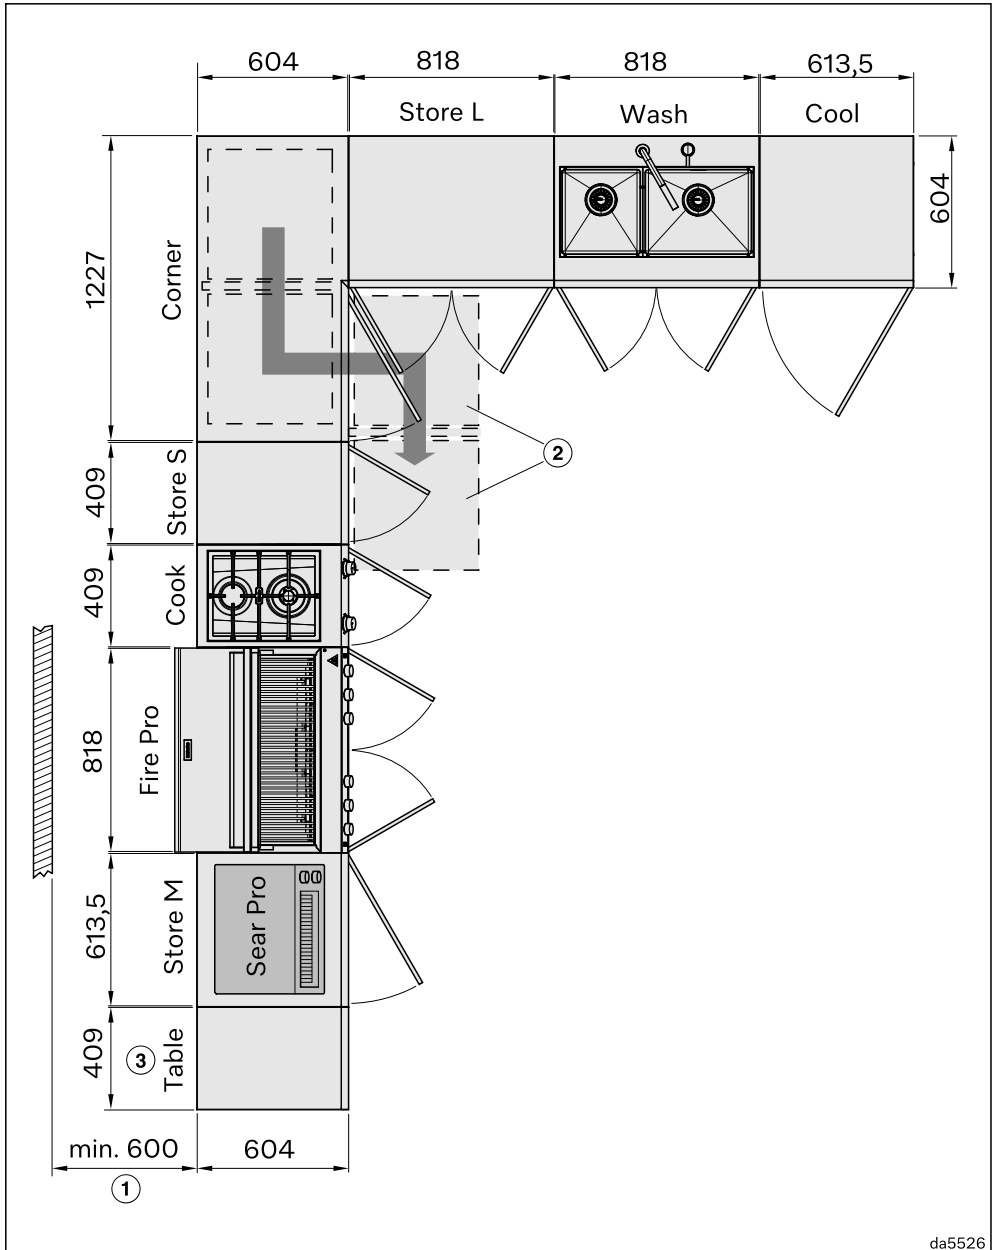 604
818
818
613,5
Store L
Wash
Cool
604
1227
Corner
2
409
Store S
409
Cook
818
Fire Pro
613,5
Store M
Sear Pro
409
3
Table
min. 600
604
1
da5526